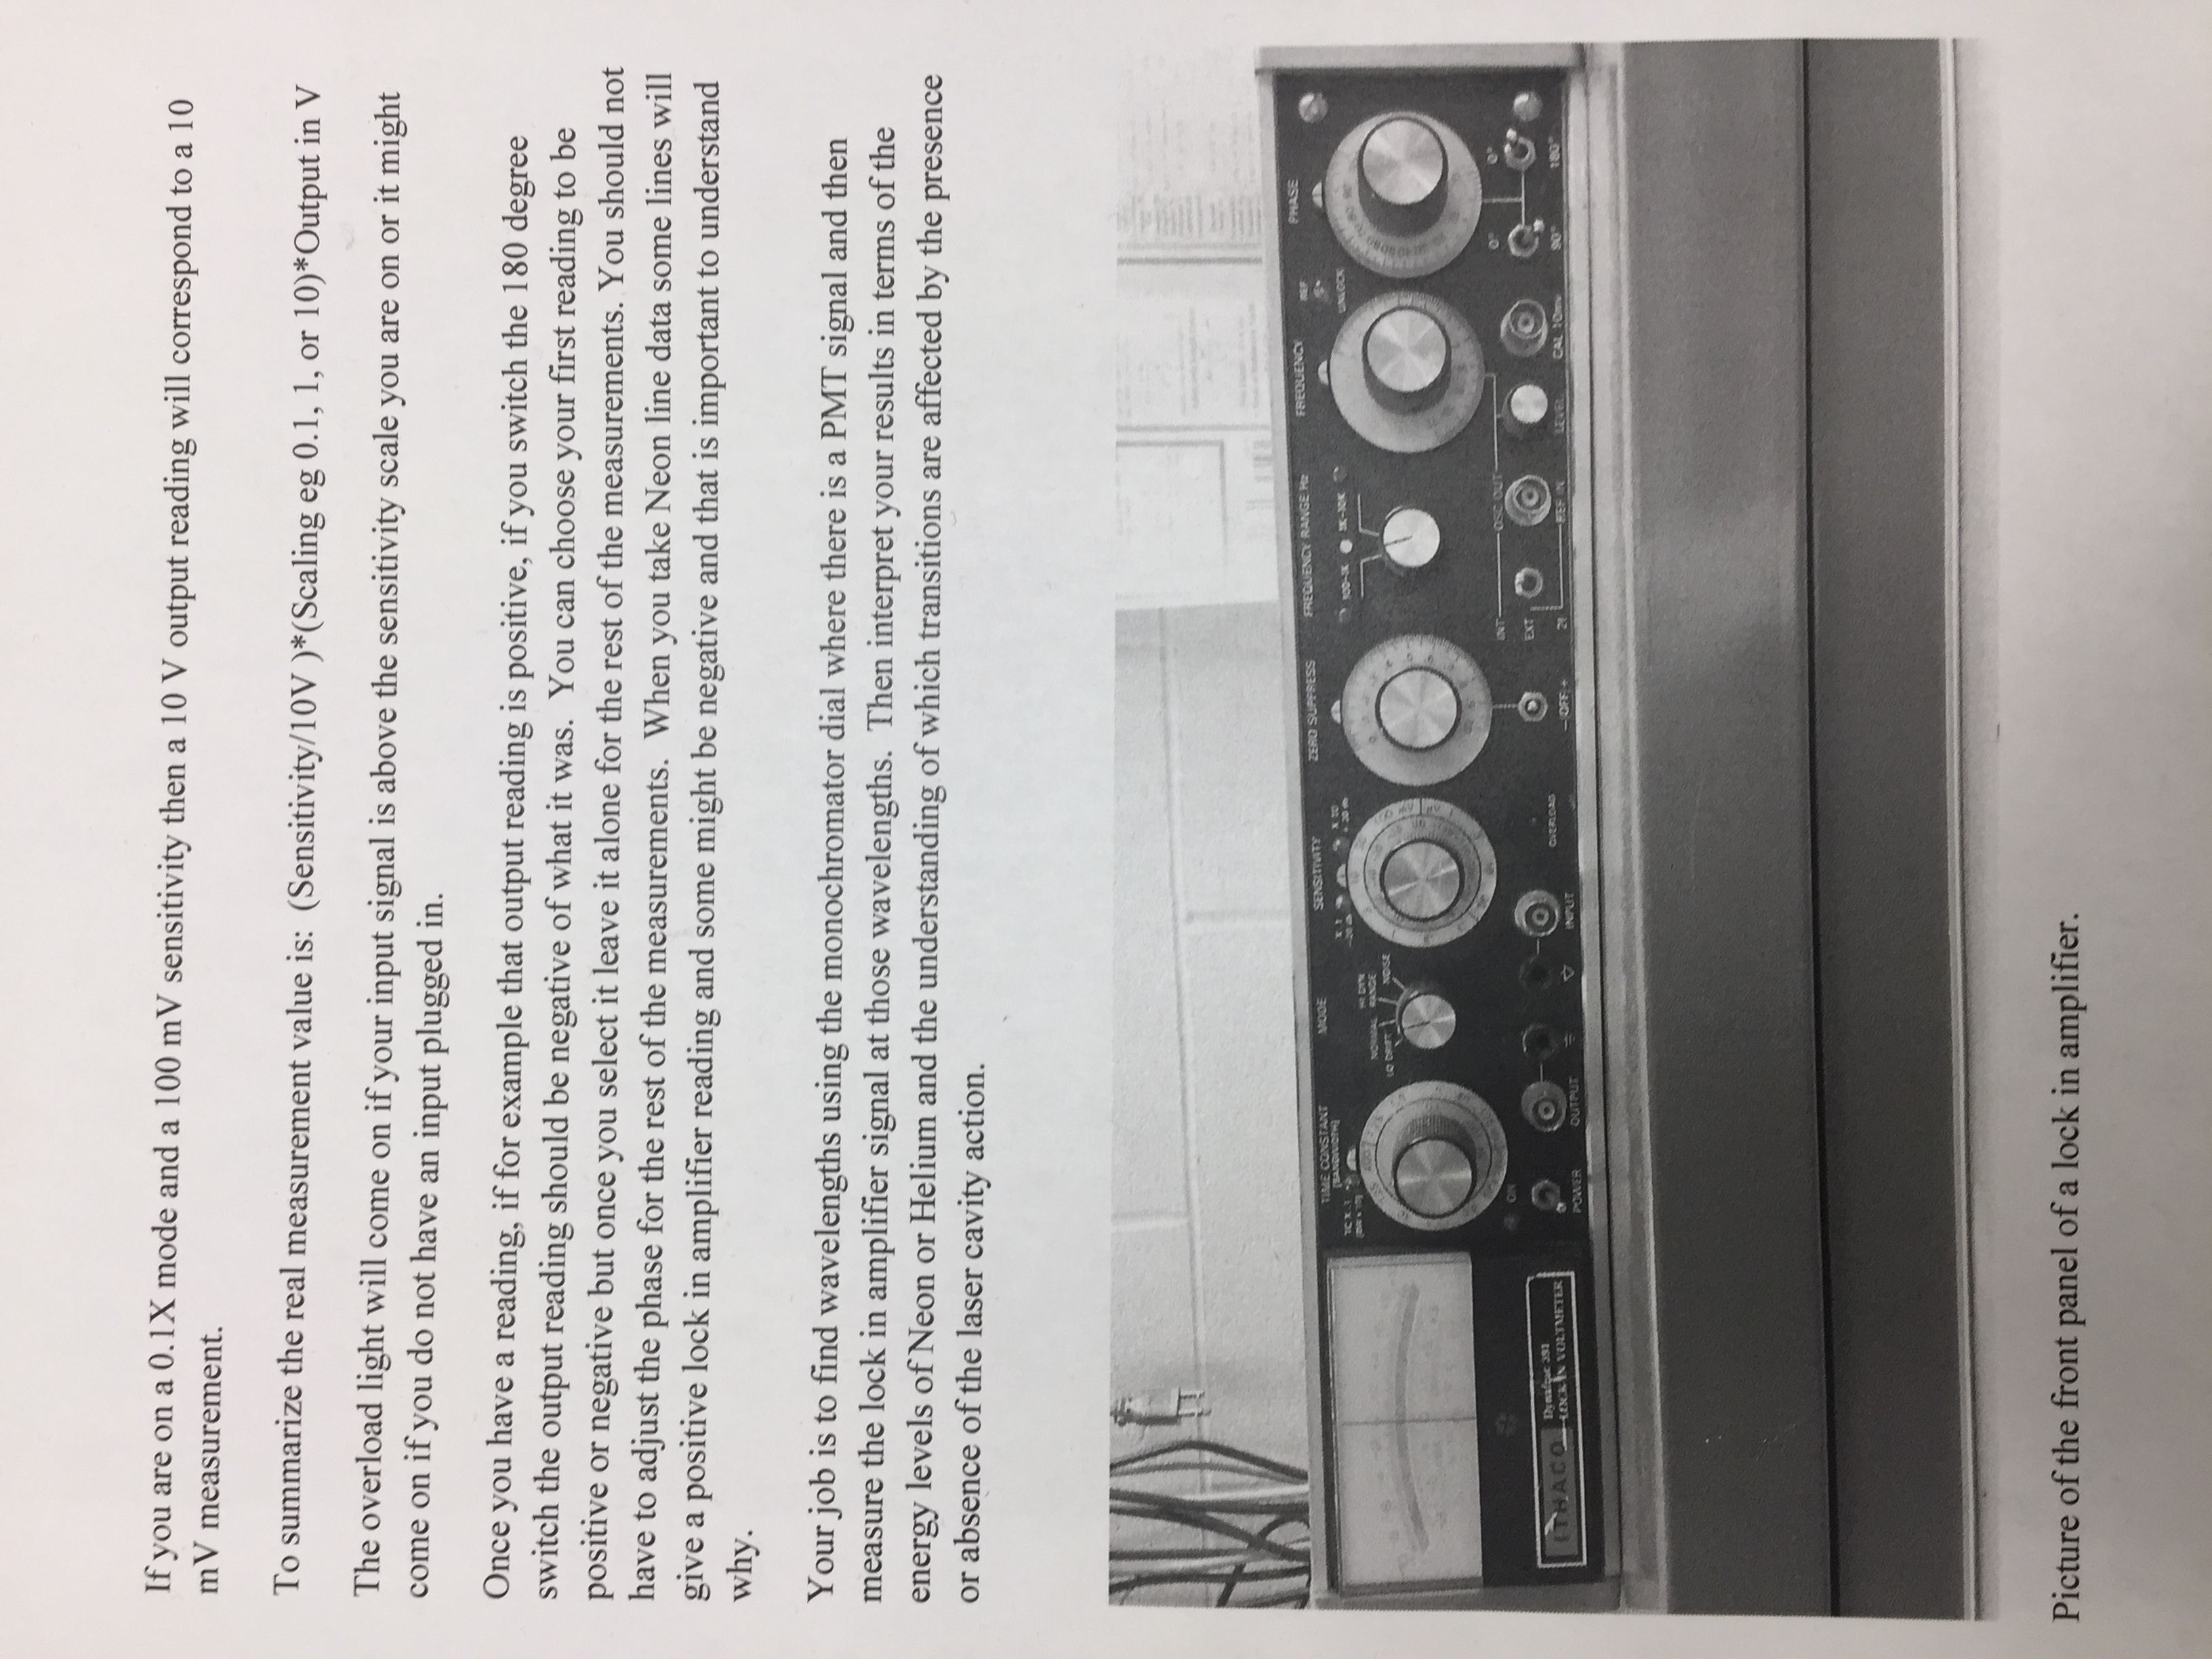 If you are on a 0.1X mode and a 100 mV sensitivity then a 10 V output reading will correspond to a 10
mV measurement.
To summarize the real measurement value is:  (Sensitivity/10V )*(Scaling eg 0.1, 1, or 10)*Output in V
The overload light will come on if your input signal is above the sensitivity scale you are on or it might
come on if you do not have an input plugged in.
Once you have a reading, if for example that output reading is positive, if you switch the 180 degree
switch the output reading should be negative of what it was.  You can choose your first reading to be
positive or negative but once you select it leave it alone for the rest of the measurements. You should not
have to adjust the phase for the rest of the measurements.  When you take Neon line data some lines will
give a positive lock in amplifier reading and some might be negative and that is important to understand
why.
Your job is to find wavelengths using the monochromator dial where there is a PMT signal and then
measure the lock in amplifier signal at those wavelengths.  Then interpret your results in terms of the
energy levels of Neon or Helium and the understanding of which transitions are affected by the presence
or absence of the laser cavity action.
TIME CONSTANT
[BANDWIDTH]
MODE
SENSITIVITY
ZERO SUPPRESS
FREQUENCY RANGE Hz
FREQUENCY
PHASE
REF
UNLOCK
TC X .1
X .1
-20 db
X 10
+20 db
100-1K
1K-10K
NORMAL
HI DYN
RANGE
LO DRIFT
NOISE
ON
INT
OSC OUT
0°
0°
EXT
2f
ITHACO
Dynatrac 391
LOCK IN VOLTMETER
POWER
OUTPUT
INPUT
OVERLOAD
- OFF +
REF IN
LEVEL
CAL 10mv
90°
180°
Picture of the front panel of a lock in amplifier.